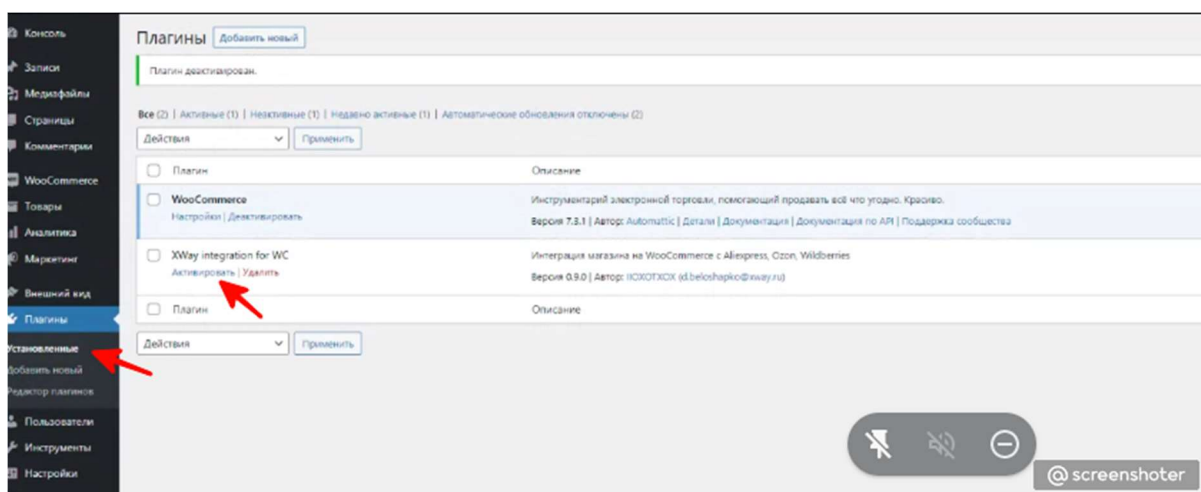 Консоль
Записи
Медиафайлы
Страницы
Комментарии
WooCommerce
Товары
Аналитика
Маркетинг
Внешний вид
Плагины
Установленные
Добавить новый
Редактор плагинов
Пользователи
Инструменты
Настройки
Плагины Добавить новый
Плагин деактивирован.
Все (2) | Активные (1) | Неактивные (1) | Недавно активные (1) | Автоматические обновления отключены (2)
Действия Применить
Плагин Описание
WooCommerce Инструментарий электронной торговли, помогающий продавать всё что угодно. Красиво.
Настройки | Деактивировать Версия 7.3.1 | Автор: Automattic | Детали | Документация | Документация по API | Поддержка сообщества
XWay integration for WC Интеграция магазина на WooCommerce с Aliexpress, Ozon, Wildberries
Активировать | Удалить Версия 0.9.0 | Автор: (d.beloshapko@xway.ru)
Плагин Описание
Действия Применить
@screenshoter